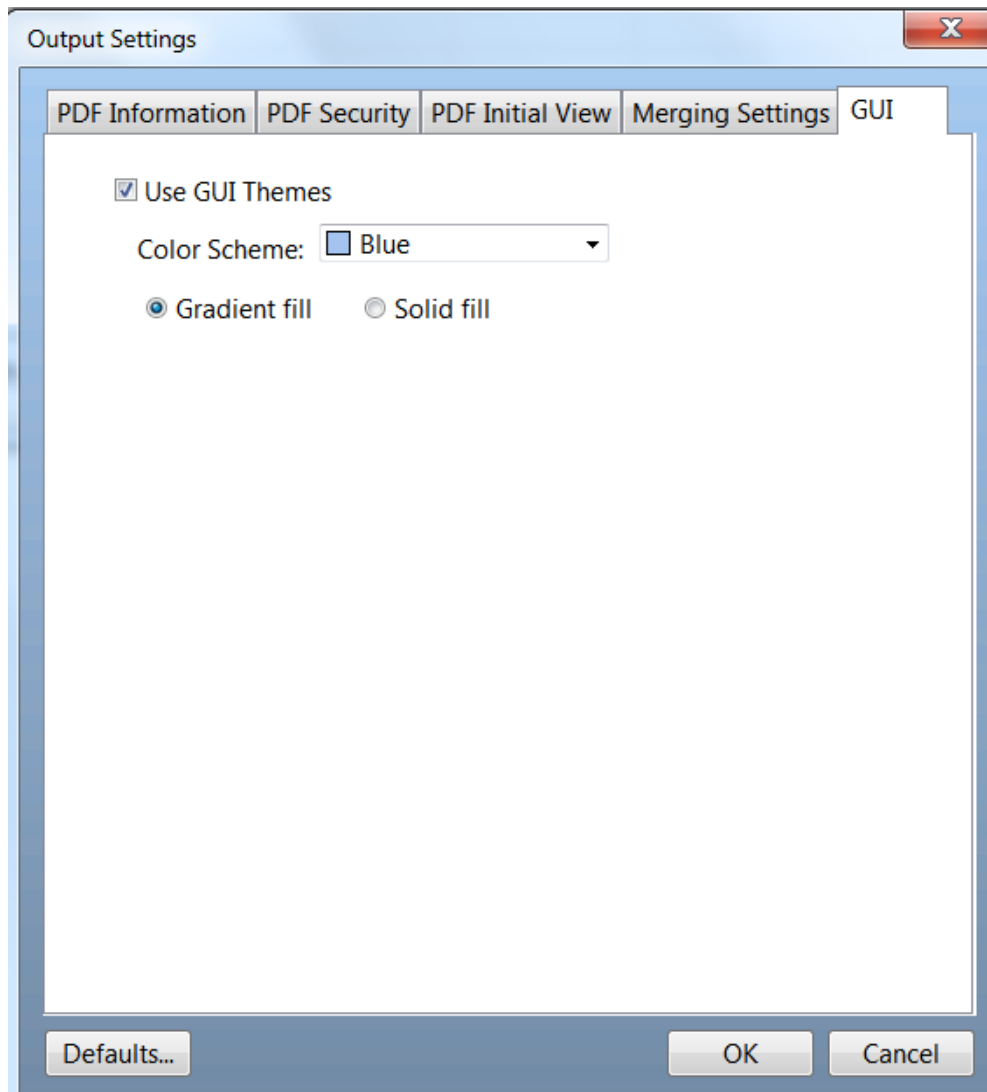 Output Settings
PDF Information PDF Security PDF Initial View Merging Settings GUI
Use GUI Themes
Color Scheme: Blue
Gradient fill Solid fill
Defaults... OK Cancel